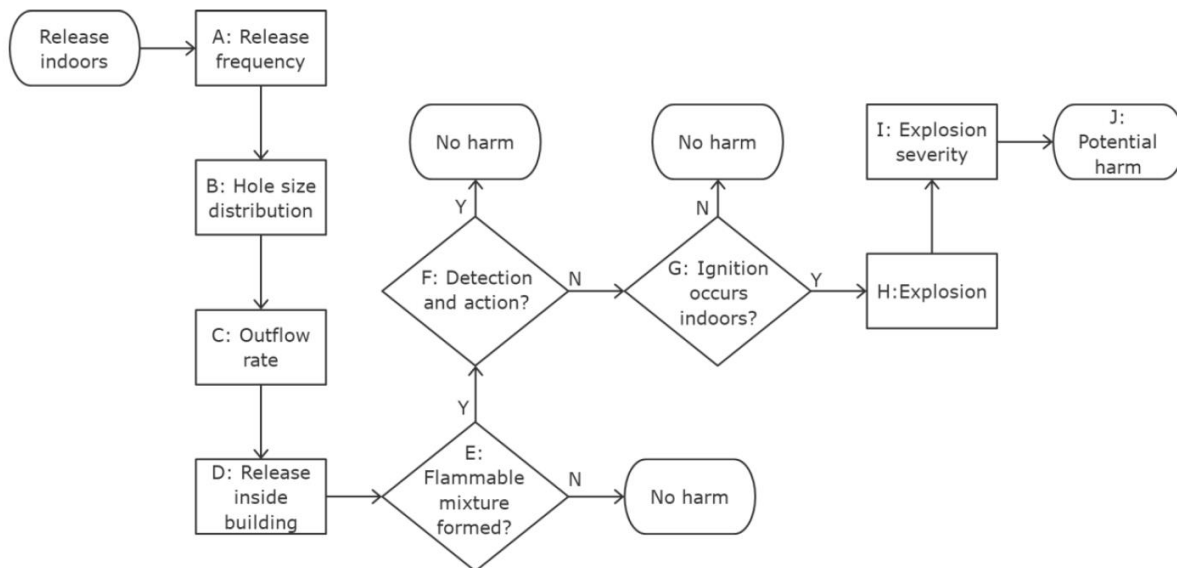 Release
indoors
A: Release
frequency
B: Hole size
distribution
C: Outflow
rate
D: Release
inside
building
E:
Flammable
mixture
formed?
N
No harm
Y
F: Detection
and action?
Y
No harm
N
G: Ignition
occurs
indoors?
N
No harm
Y
H:Explosion
I: Explosion
severity
J:
Potential
harm